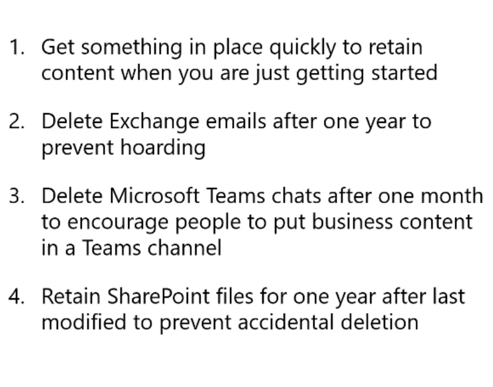 1. Get something in place quickly to retain
content when you are just getting started
2. Delete Exchange emails after one year to
prevent hoarding
3. Delete Microsoft Teams chats after one month
to encourage people to put business content
in a Teams channel
4. Retain SharePoint files for one year after last
modified to prevent accidental deletion